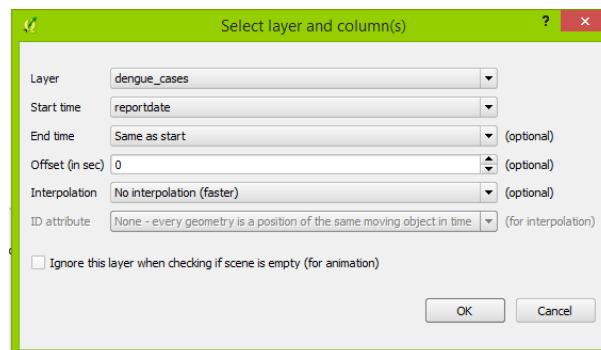 Select layer and column(s) ? ×
Layer dengue_cases
Start time reportdate
End time Same as start (optional)
Offset (in sec) 0 (optional)
Interpolation No interpolation (faster) (optional)
ID attribute None - every geometry is a position of the same moving object in time (for interpolation)
Ignore this layer when checking if scene is empty (for animation)
OK Cancel